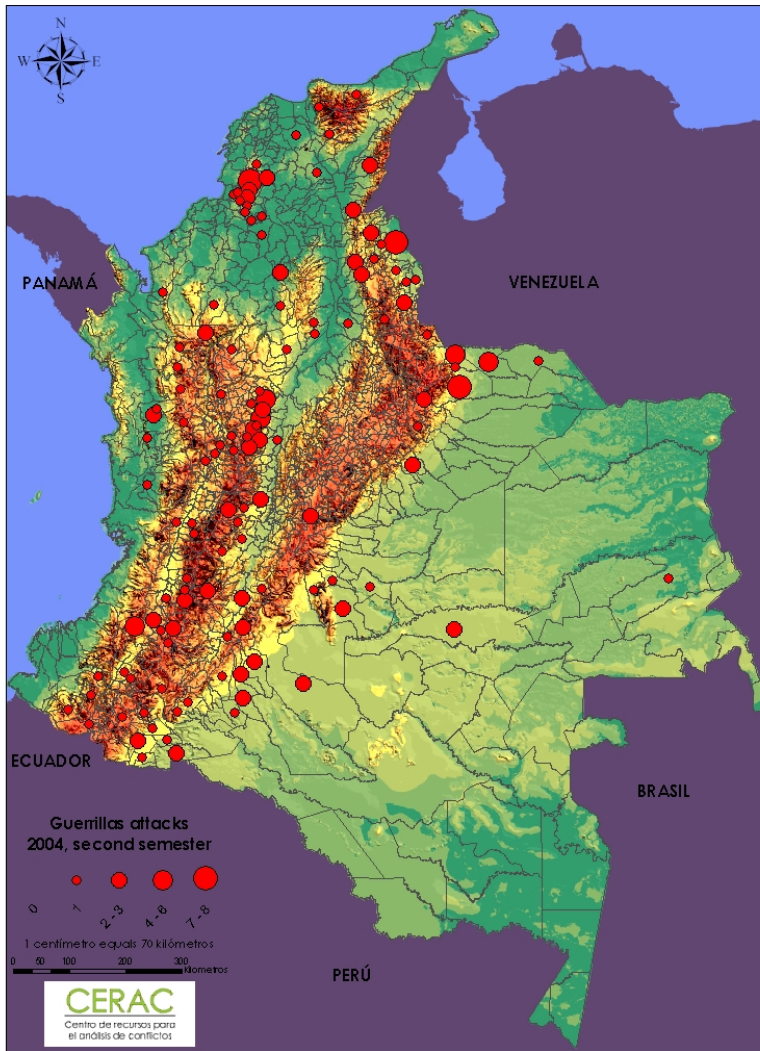 N
W E
S
PANAMÁ
VENEZUELA
ECUADOR
BRASIL
PERÚ
Guerrillas attacks
2004, second semester
0 1 2 - 3 4 - 6 7 - 8
1 centímetro equals 70 kilómetros
0 50 100 200 300
Kilometros
CERAC
Centro de recursos para
el análisis de conflictos